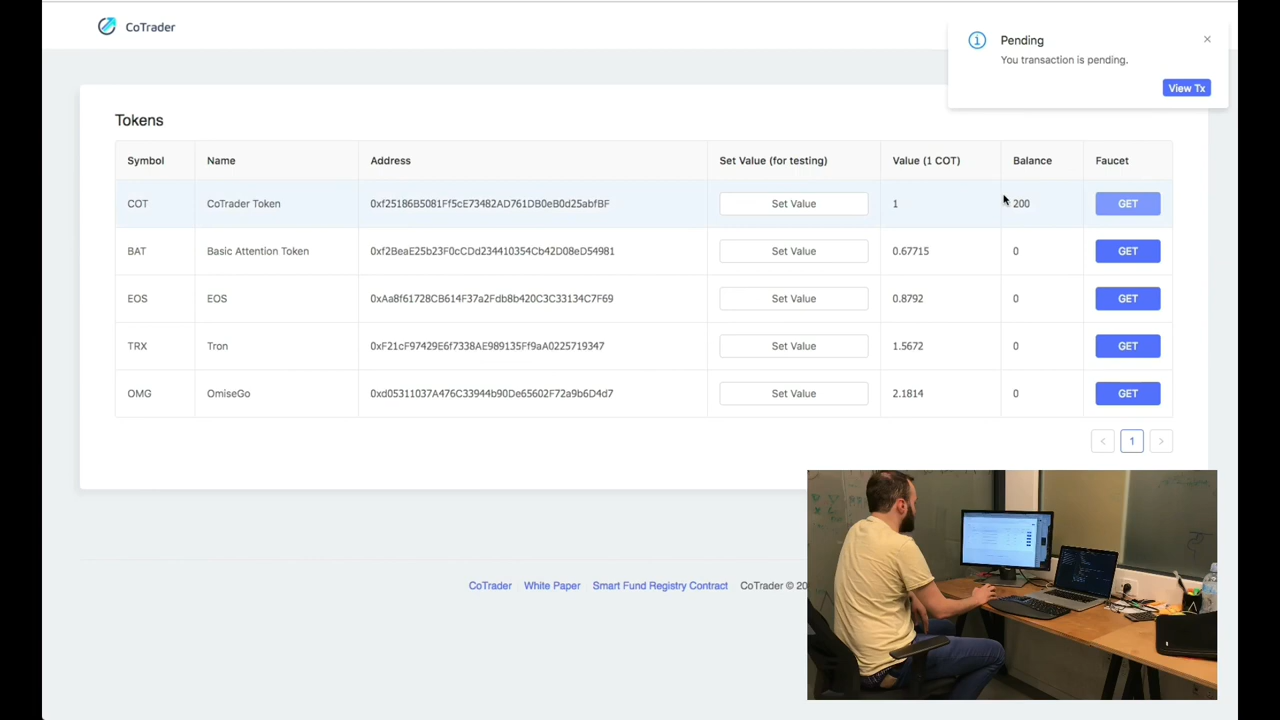 CoTrader
Pending
You transaction is pending.
View Tx
Tokens
Symbol Name Address Set Value (for testing) Value (1 COT) Balance Faucet
COT CoTrader Token 0xf25186B5081Ff5cE73482AD761DB0eB0d25abfBF Set Value 1 200 GET
BAT Basic Attention Token 0xf2BeaE25b23F0cCDd234410354Cb42D08eD54981 Set Value 0.67715 0 GET
EOS EOS 0xAa8f61728CB614F37a2Fdb8b420C3C33134C7F69 Set Value 0.8792 0 GET
TRX Tron 0xF21cF97429E6f7338AE989135Ff9aA0225719347 Set Value 1.5672 0 GET
OMG OmiseGo 0xd05311037A476C33944b90De65602F72a9b6D4d7 Set Value 2.1814 0 GET
< 1 >
CoTrader White Paper Smart Fund Registry Contract CoTrader © 20